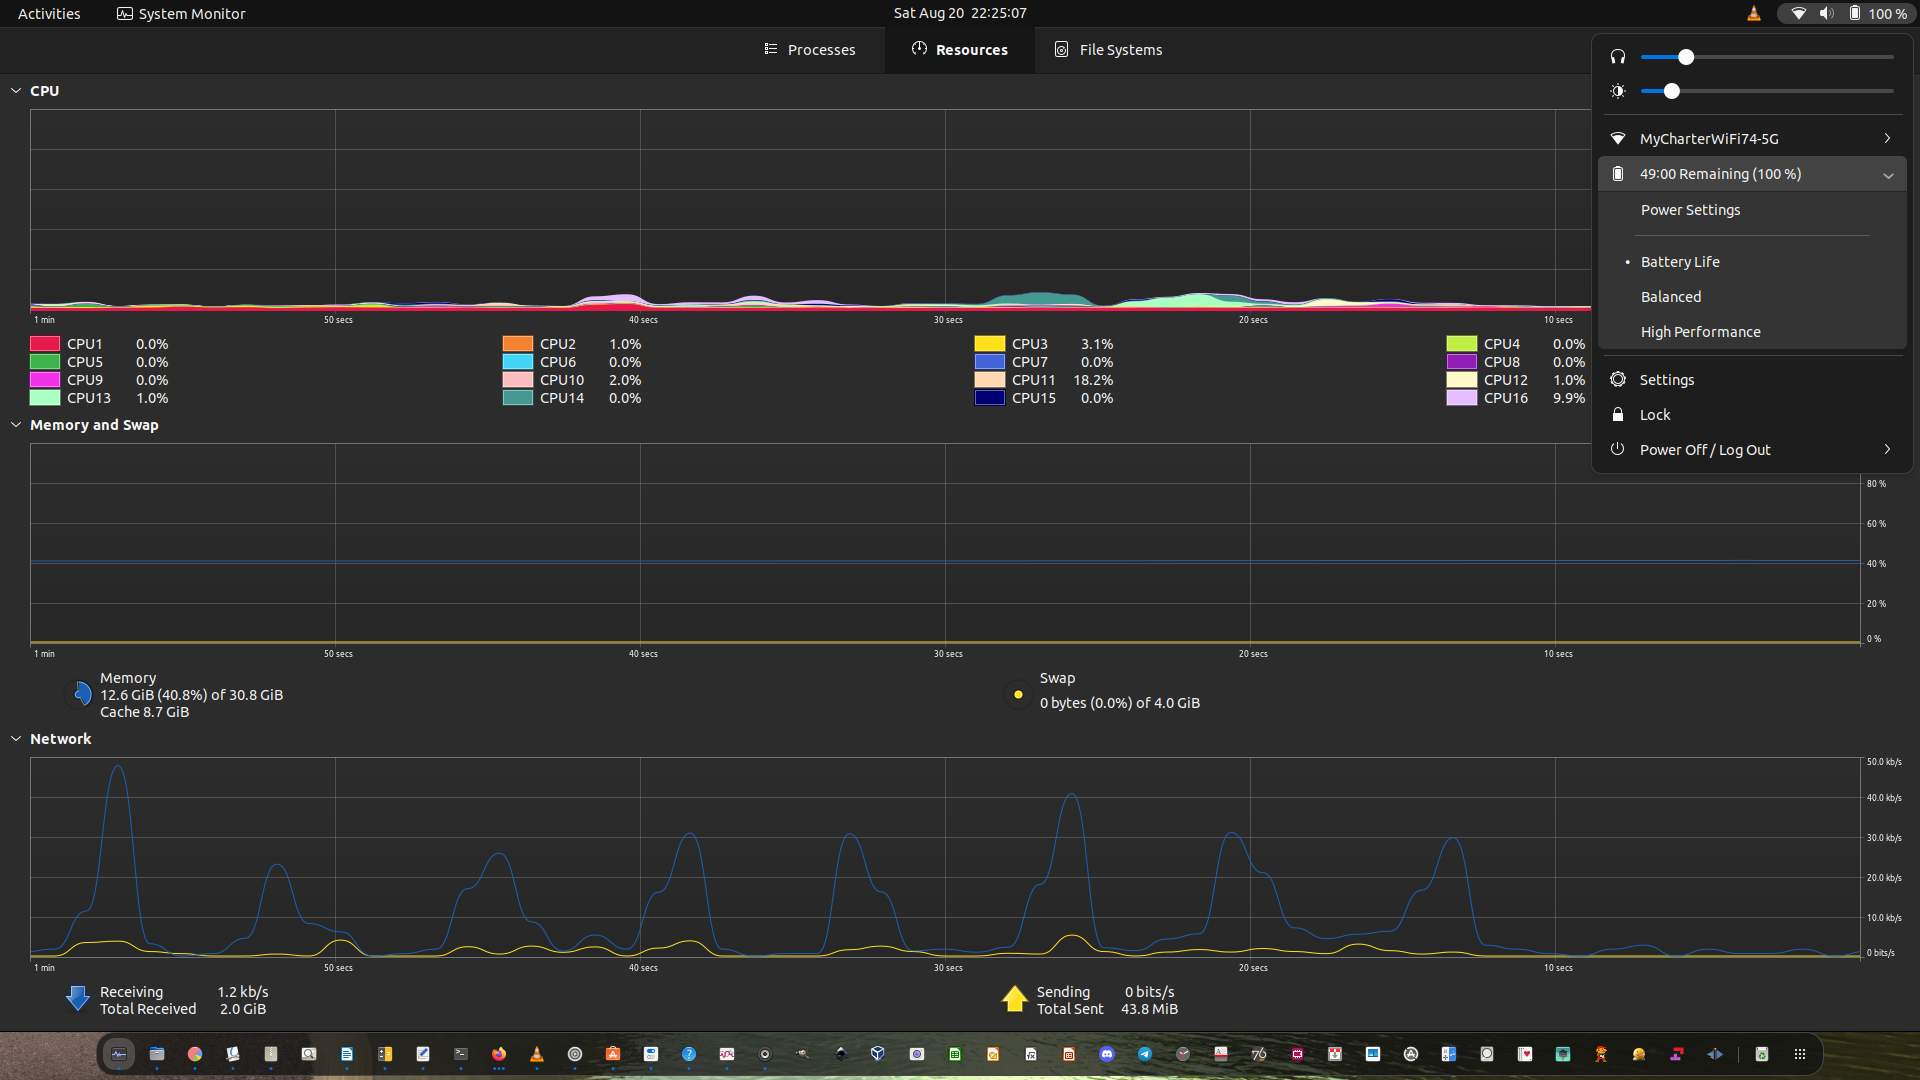 Activities
System Monitor
Sat Aug 20 22:25:07
100 %
Processes
Resources
File Systems
CPU
1 min
50 secs
40 secs
30 secs
20 secs
10 secs
CPU1 0.0%
CPU2 1.0%
CPU3 3.1%
CPU4 0.0%
CPU5 0.0%
CPU6 0.0%
CPU7 0.0%
CPU8 0.0%
CPU9 0.0%
CPU10 2.0%
CPU11 18.2%
CPU12 1.0%
CPU13 1.0%
CPU14 0.0%
CPU15 0.0%
CPU16 9.9%
MyCharterWiFi74-5G
49:00 Remaining (100 %)
Power Settings
Battery Life
Balanced
High Performance
Settings
Lock
Power Off / Log Out
Memory and Swap
80 %
60 %
40 %
20 %
0 %
1 min
50 secs
40 secs
30 secs
20 secs
10 secs
Memory
12.6 GiB (40.8%) of 30.8 GiB
Cache 8.7 GiB
Swap
0 bytes (0.0%) of 4.0 GiB
Network
50.0 kb/s
40.0 kb/s
30.0 kb/s
20.0 kb/s
10.0 kb/s
0 bits/s
1 min
50 secs
40 secs
30 secs
20 secs
10 secs
Receiving 1.2 kb/s
Total Received 2.0 GiB
Sending 0 bits/s
Total Sent 43.8 MiB
76